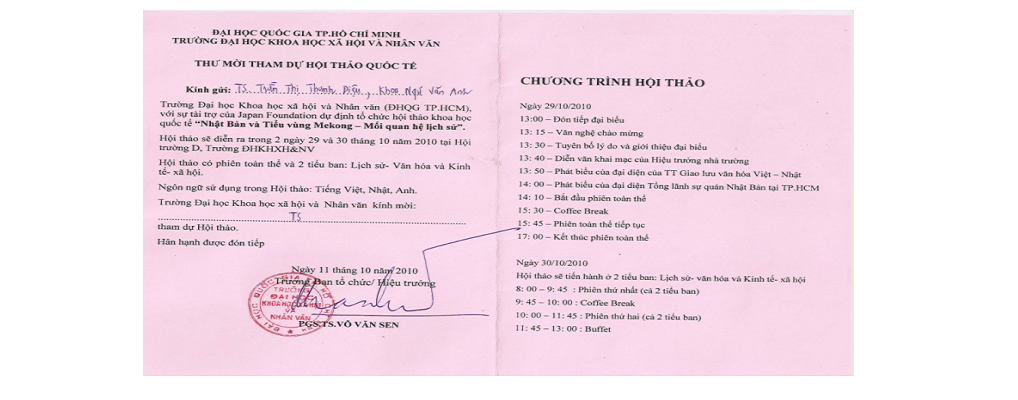 ĐẠI HỌC QUỐC GIA TP.HỒ CHÍ MINH
TRƯỜNG ĐẠI HỌC KHOA HỌC XÃ HỘI VÀ NHÂN VĂN
THƯ MỜI THAM DỰ HỘI THẢO QUỐC TẾ
Kính gửi: TS Trần Thị Thanh Diệu, Khoa Ngữ Văn Anh
Trường Đại học Khoa học xã hội và Nhân văn (ĐHQG TP.HCM),
với sự tài trợ của Japan Foundation dự định tổ chức hội thảo khoa học
quốc tế “Nhật Bản và Tiểu vùng Mekong – Mối quan hệ lịch sử”.
Hội thảo sẽ diễn ra trong 2 ngày 29 và 30 tháng 10 năm 2010 tại Hội
trường D, Trường ĐHKHXH&NV
Hội thảo có phiên toàn thể và 2 tiểu ban: Lịch sử- Văn hóa và Kinh
tế- xã hội.
Ngôn ngữ sử dụng trong Hội thảo: Tiếng Việt, Nhật, Anh.
Trường Đại học Khoa học xã hội và Nhân văn kính mời:
TS
tham dự Hội thảo.
Hân hạnh được đón tiếp
Ngày 11 tháng 10 năm 2010
Trưởng Ban tổ chức/ Hiệu trưởng
TRƯỜNG
ĐẠI HỌC
KHOA HỌC XÃ HỘI
VÀ
NHÂN VĂN
PGS.TS.VÕ VĂN SEN
CHƯƠNG TRÌNH HỘI THẢO
Ngày 29/10/2010
13:00 – Đón tiếp đại biểu
13: 15 – Văn nghệ chào mừng
13: 30 – Tuyên bố lý do và giới thiệu đại biểu
13: 40 – Diễn văn khai mạc của Hiệu trưởng nhà trường
13: 50 – Phát biểu của đại diện của TT Giao lưu văn hóa Việt – Nhật
14: 00 – Phát biểu của đại diện Tổng lãnh sự quán Nhật Bản tại TP.HCM
14: 10 – Bắt đầu phiên toàn thể
15: 30 – Coffee Break
15: 45 – Phiên toàn thể tiếp tục
17: 00 – Kết thúc phiên toàn thể
Ngày 30/10/2010
Hội thảo sẽ tiến hành ở 2 tiểu ban: Lịch sử- văn hóa và Kinh tế- xã hội
8: 00 – 9: 45 : Phiên thứ nhất (cả 2 tiểu ban)
9: 45 – 10: 00 : Coffee Break
10: 00 – 11: 45 : Phiên thứ hai (cả 2 tiểu ban)
11: 45 – 13: 00 : Buffet